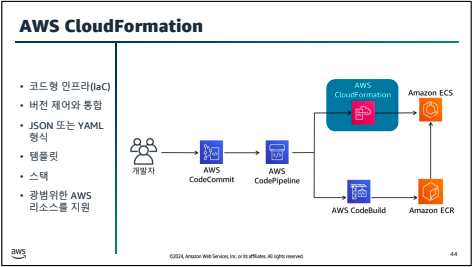 AWS CloudFormation
• 코드형 인프라(IaC)
• 버전 제어와 통합
• JSON 또는 YAML
형식
• 템플릿
• 스택
• 광범위한 AWS
리소스를 지원
개발자
AWS
CodeCommit
AWS
CodePipeline
AWS
CloudFormation
Amazon ECS
AWS CodeBuild
Amazon ECR
aws
©2024, Amazon Web Services, Inc. or its affiliates. All rights reserved.
44